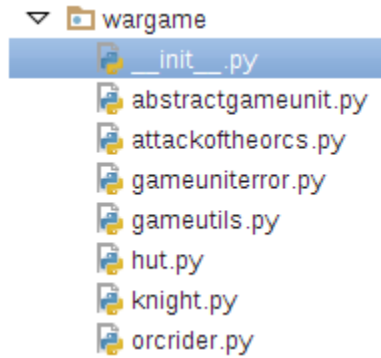 wargame
__init__.py
abstractgameunit.py
attackoftheorcs.py
gameuniterror.py
gameutils.py
hut.py
knight.py
orcrider.py